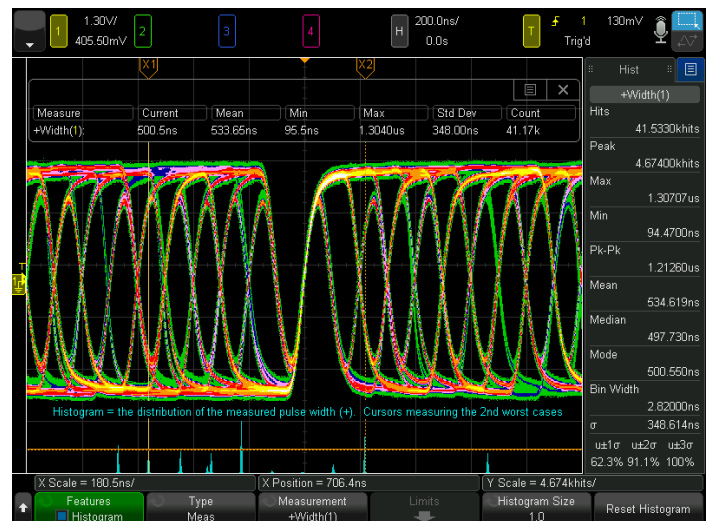 1 1.30V/ 405.50mV 2 3 4 H 200.0ns/ 0.0s T 1 130mV Trig'd
X1 X2
Measure Current Mean Min Max Std Dev Count
+Width(1): 500.5ns 533.65ns 95.5ns 1.3040us 348.00ns 41.17k
T
Histogram = the distribution of the measured pulse width (+). Cursors measuring the 2nd worst cases
Hist
+Width(1)
Hits
41.5330khits
Peak
4.67400khits
Max
1.30707us
Min
94.4700ns
Pk-Pk
1.21260us
Mean
534.619ns
Median
497.730ns
Mode
500.550ns
Bin Width
2.82000ns
σ
348.614ns
u±1σ u±2σ u±3σ
62.3% 91.1% 100%
X Scale = 180.5ns/ X Position = 706.4ns Y Scale = 4.674khits/
Features Type Measurement Limits Histogram Size Reset Histogram
Histogram Meas +Width(1) 1.0